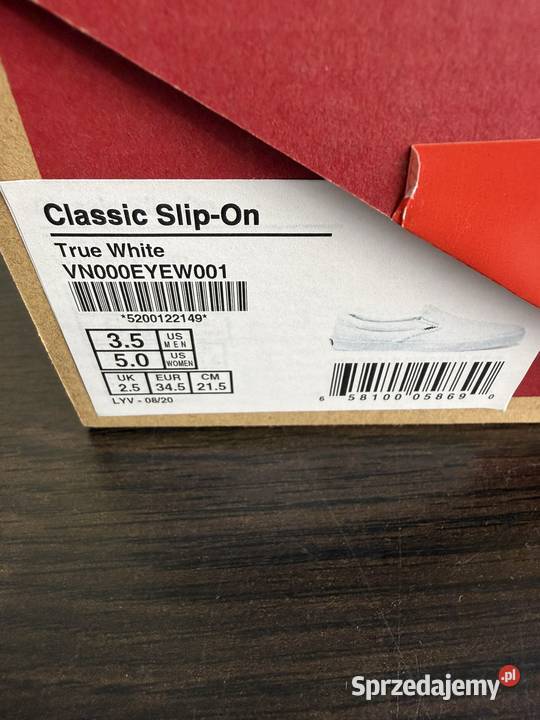 Classic Slip-On
True White
VN000EYEW001
*5200122149*
3.5 US MEN
5.0 US WOMEN
UK 2.5 EUR 34.5 CM 21.5
LYV - 08/20
6 58100 05869 0
Sprzedajemy.pl